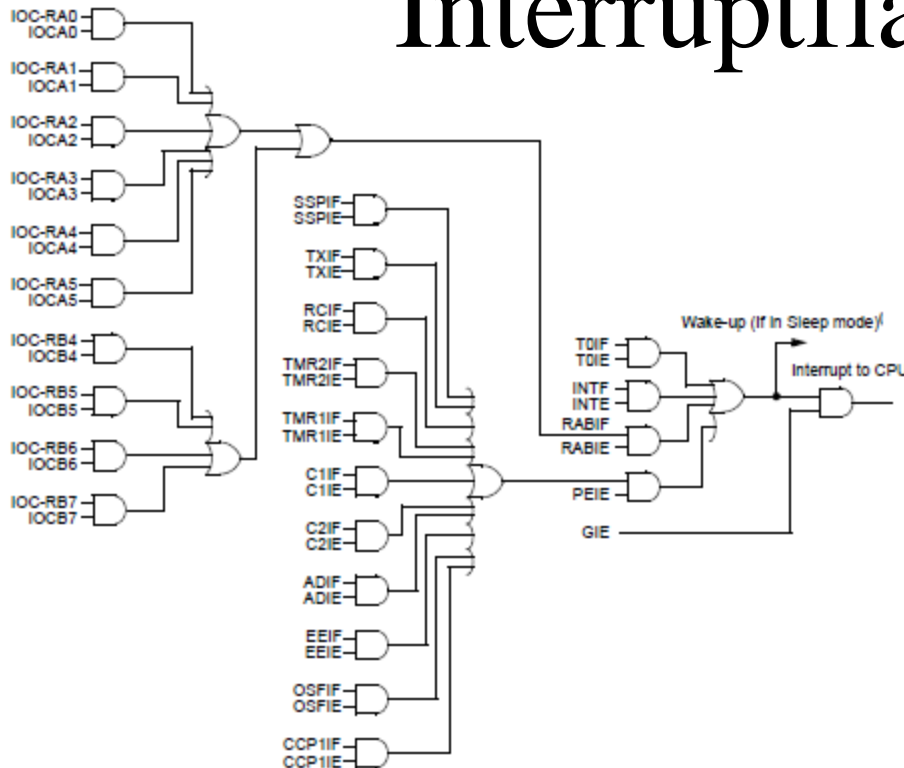 Interruptfla
IOC-RA0
IOCA0
IOC-RA1
IOCA1
IOC-RA2
IOCA2
IOC-RA3
IOCA3
IOC-RA4
IOCA4
IOC-RA5
IOCA5
IOC-RB4
IOCB4
IOC-RB5
IOCB5
IOC-RB6
IOCB6
IOC-RB7
IOCB7
SSPIF
SSPIE
TXIF
TXIE
RCIF
RCIE
TMR2IF
TMR2IE
TMR1IF
TMR1IE
C1IF
C1IE
C2IF
C2IE
ADIF
ADIE
EEIF
EEIE
OSFIF
OSFIE
CCP1IF
CCP1IE
Wake-up (If in Sleep mode)
T0IF
T0IE
INTF
INTE
RABIF
RABIE
PEIE
GIE
Interrupt to CPU